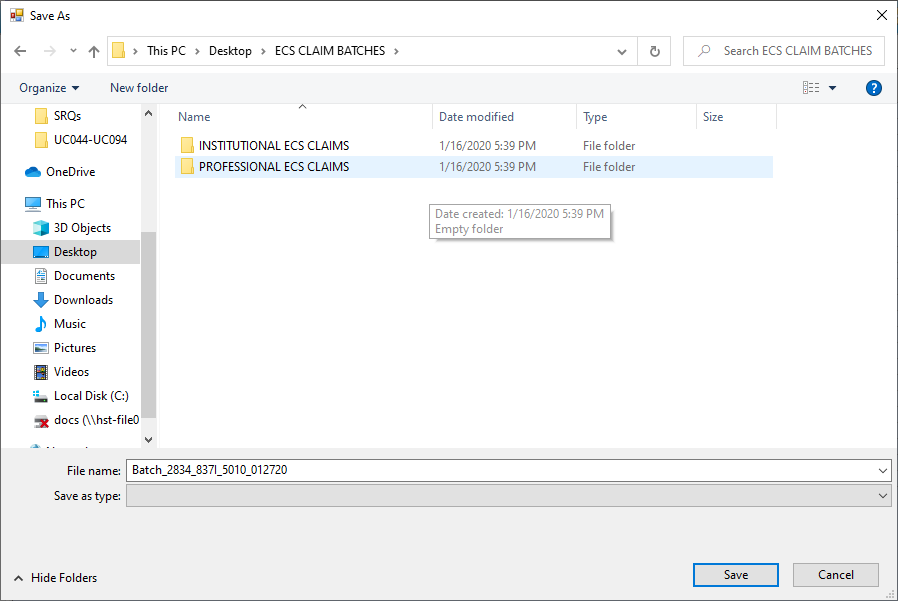 Save As
This PC > Desktop > ECS CLAIM BATCHES >
Search ECS CLAIM BATCHES
Organize
New folder
?
SRQs
UC044-UC094
OneDrive
This PC
3D Objects
Desktop
Documents
Downloads
Music
Pictures
Videos
Local Disk (C:)
docs (\\hst-file0
Name Date modified Type Size
INSTITUTIONAL ECS CLAIMS 1/16/2020 5:39 PM File folder
PROFESSIONAL ECS CLAIMS 1/16/2020 5:39 PM File folder
Date created: 1/16/2020 5:39 PM
Empty folder
File name: Batch_2834_837I_5010_012720
Save as type:
Hide Folders
Save
Cancel